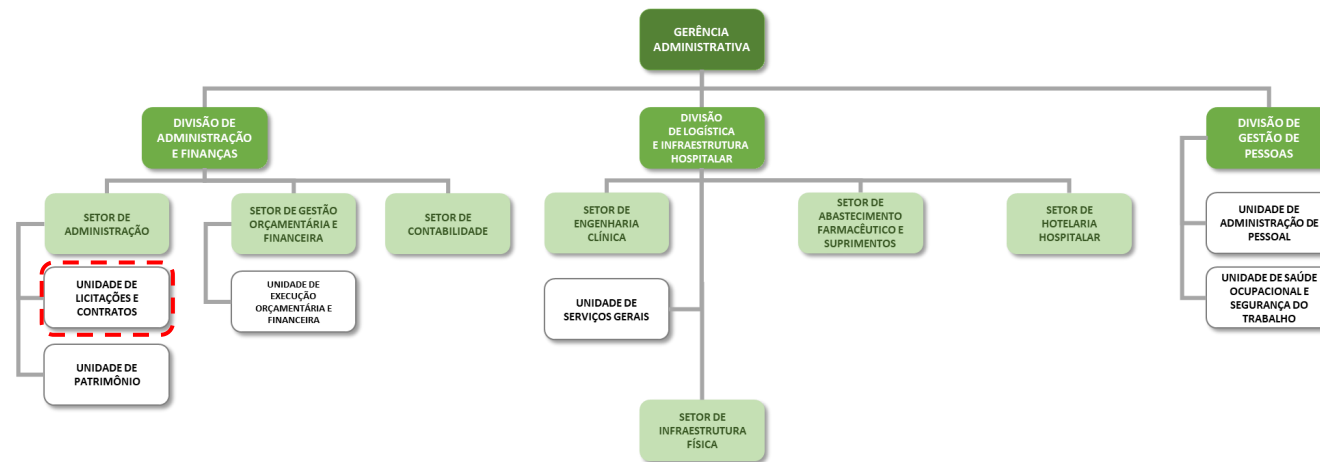 GERÊNCIA
ADMINISTRATIVA
DIVISÃO DE
ADMINISTRAÇÃO
E FINANÇAS
DIVISÃO
DE LOGÍSTICA
E INFRAESTRUTURA
HOSPITALAR
DIVISÃO DE
GESTÃO DE
PESSOAS
SETOR DE
ADMINISTRAÇÃO
SETOR DE GESTÃO
ORÇAMENTÁRIA E
FINANCEIRA
SETOR DE
CONTABILIDADE
SETOR DE
ENGENHARIA
CLÍNICA
SETOR DE
ABASTECIMENTO
FARMACÊUTICO E
SUPRIMENTOS
SETOR DE
HOTELARIA
HOSPITALAR
UNIDADE DE
ADMINISTRAÇÃO DE
PESSOAL
UNIDADE DE
LICITAÇÕES E
CONTRATOS
UNIDADE DE
EXECUÇÃO
ORÇAMENTÁRIA E
FINANCEIRA
UNIDADE DE
SERVIÇOS GERAIS
UNIDADE DE SAÚDE
OCUPACIONAL E
SEGURANÇA DO
TRABALHO
UNIDADE DE
PATRIMÔNIO
SETOR DE
INFRAESTRUTURA
FÍSICA